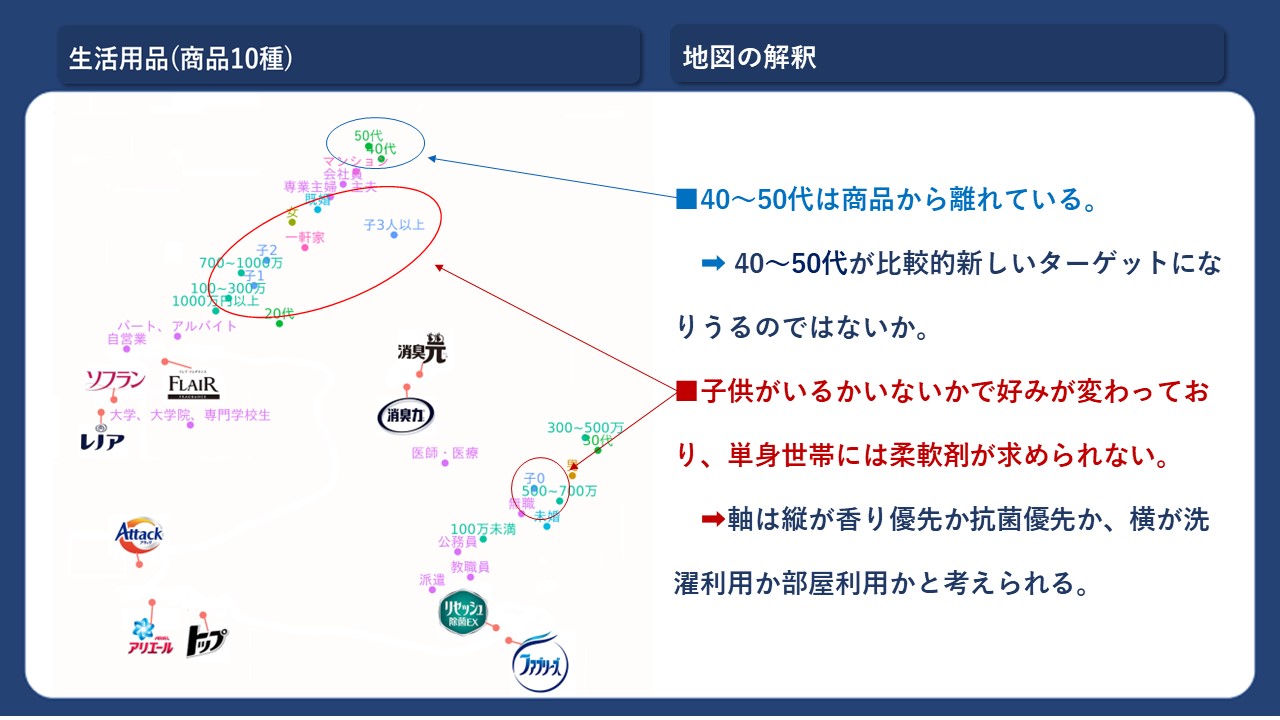 生活用品(商品10種)
地図の解釈
50代
40代
マンション
会社員
専業主婦・主夫
既婚
女
子3人以上
一軒家
子2
700~1000万
子1
100~300万
1000万円以上
20代
パート、アルバイト
自営業
消臭元
ソフラン
FLAIR
FRAGRANCE
消臭力
大学、大学院、専門学校生
レノア
300~500万
30代
医師・医療
男
子0
500~700万
無職
未婚
Attack
アタック
100万未満
公務員
教職員
派遣
リセッシュ
除菌EX
アリエール
トップ
ファブリーズ
■40～50代は商品から離れている。
➡ 40～50代が比較的新しいターゲットにな
りうるのではないか。
■子供がいるかいないかで好みが変わってお
り、単身世帯には柔軟剤が求められない。
➡軸は縦が香り優先か抗菌優先か、横が洗
濯利用か部屋利用かと考えられる。